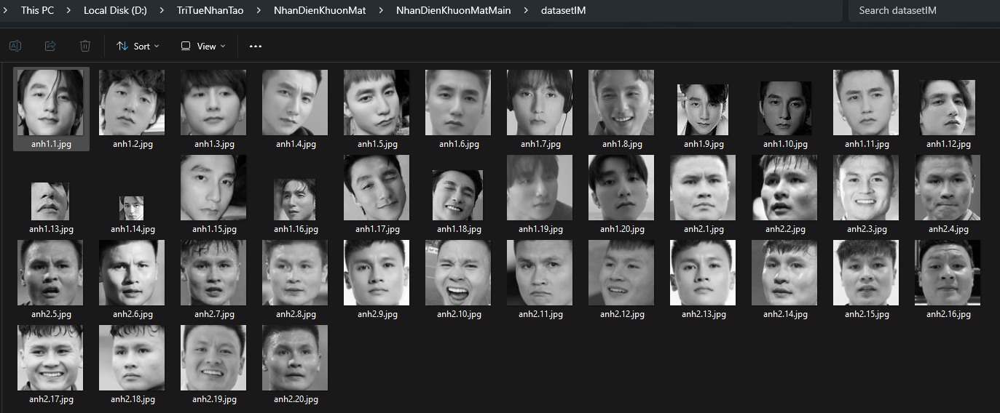 This PC > Local Disk (D:) > TriTueNhanTao > NhanDienKhuonMat > NhanDienKhuonMatMain > datasetIM
Search datasetIM
Sort
View
anh1.1.jpg anh1.2.jpg anh1.3.jpg anh1.4.jpg anh1.5.jpg anh1.6.jpg anh1.7.jpg anh1.8.jpg anh1.9.jpg anh1.10.jpg anh1.11.jpg anh1.12.jpg
anh1.13.jpg anh1.14.jpg anh1.15.jpg anh1.16.jpg anh1.17.jpg anh1.18.jpg anh1.19.jpg anh1.20.jpg anh2.1.jpg anh2.2.jpg anh2.3.jpg anh2.4.jpg
anh2.5.jpg anh2.6.jpg anh2.7.jpg anh2.8.jpg anh2.9.jpg anh2.10.jpg anh2.11.jpg anh2.12.jpg anh2.13.jpg anh2.14.jpg anh2.15.jpg anh2.16.jpg
anh2.17.jpg anh2.18.jpg anh2.19.jpg anh2.20.jpg